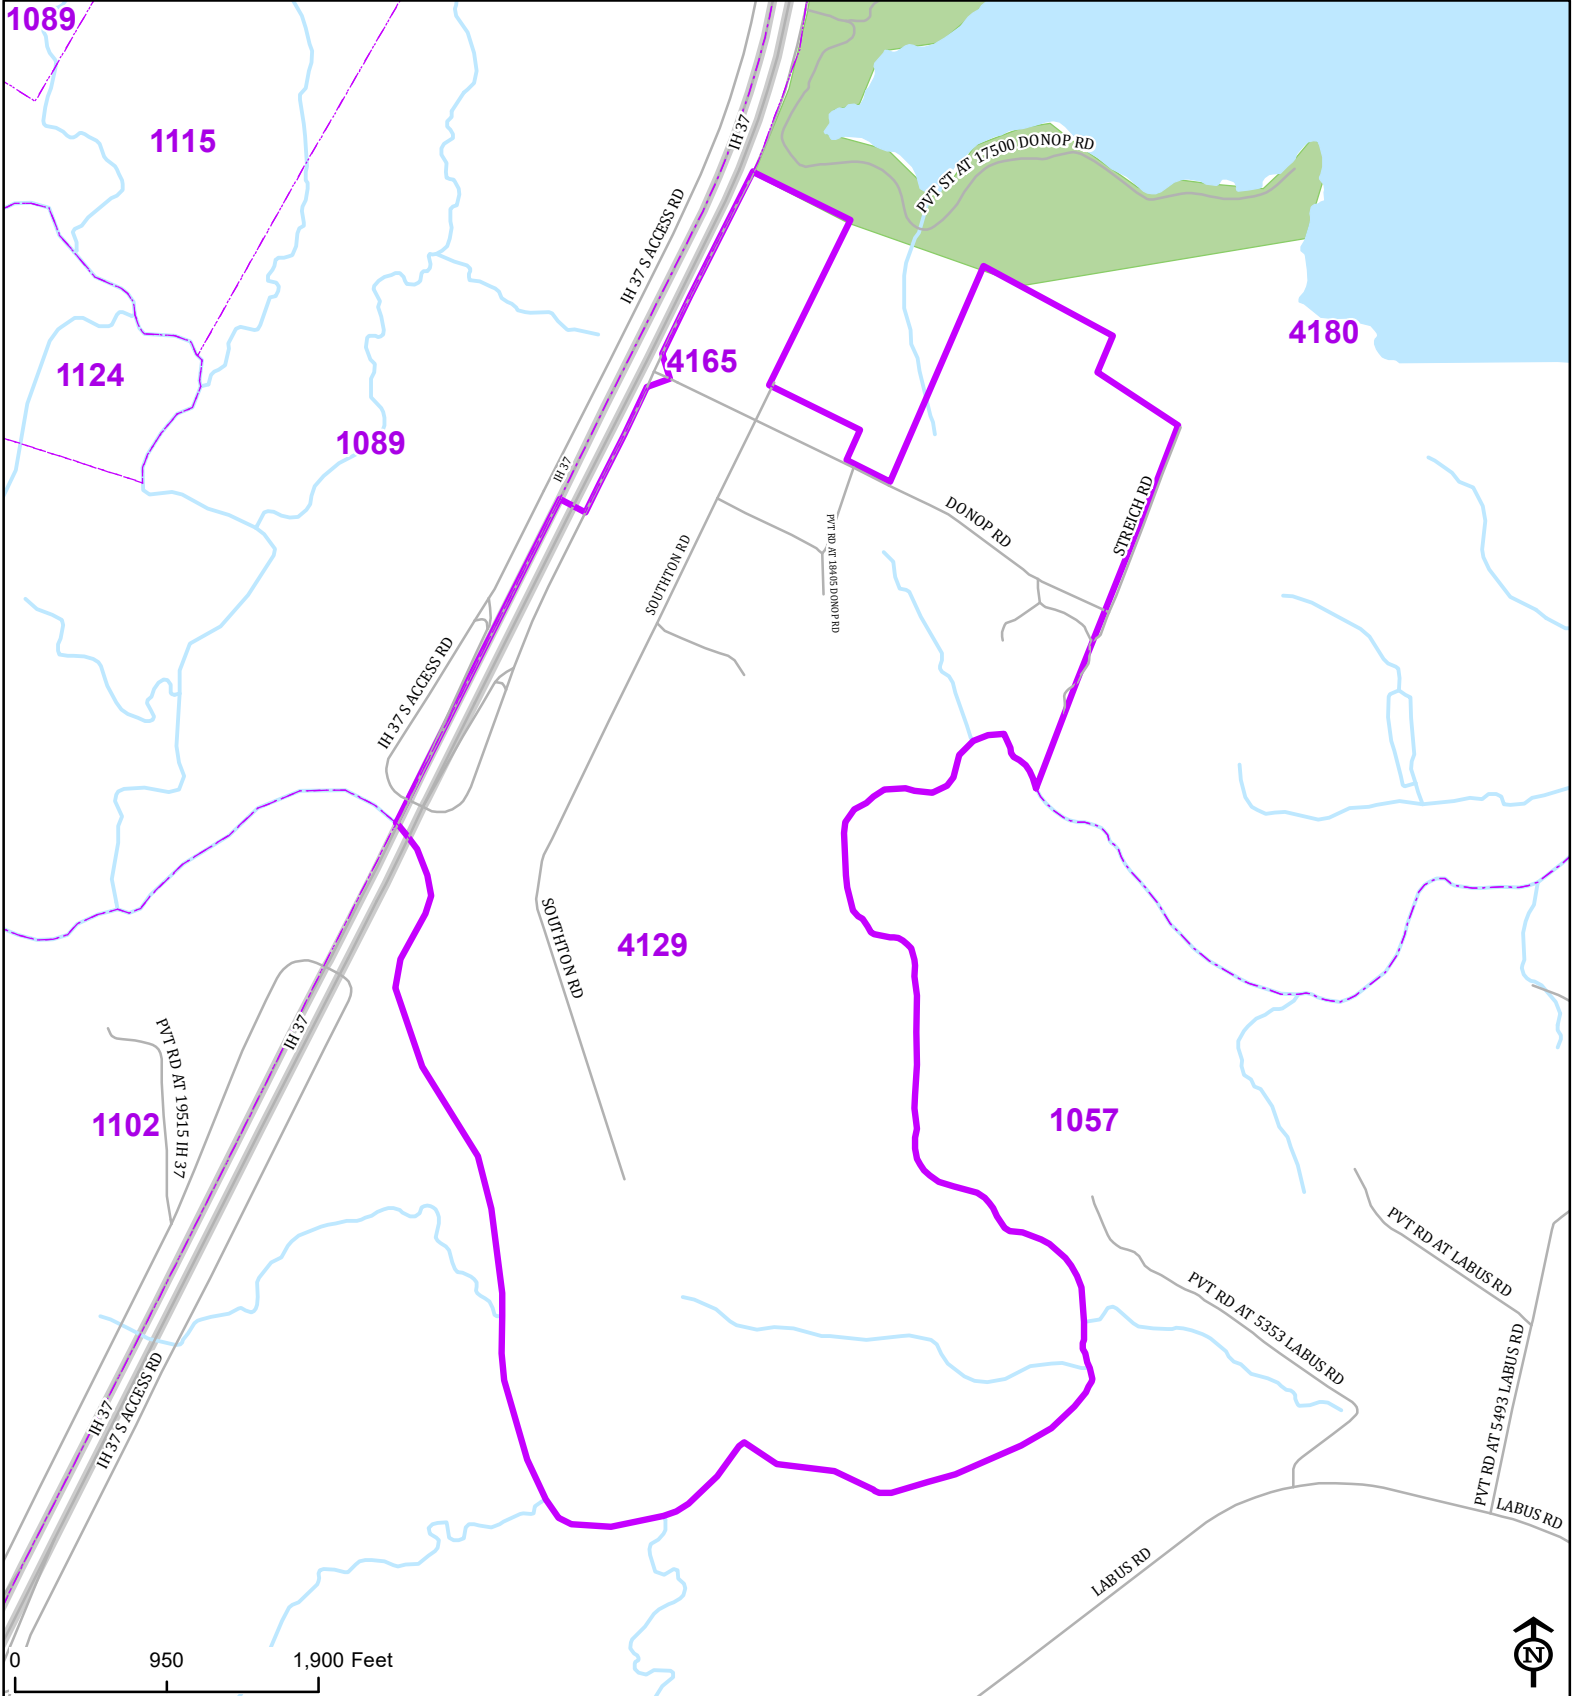 1089
1115
IH 37
PVT ST AT 17500 DONOP RD
IH 37 S ACCESS RD
4180
4165
1124
1089
IH 37
STREICH RD
DONOP RD
PVT RD AT 18405 DONOP RD
SOUTHTON RD
IH 37 S ACCESS RD
SOUTHTON RD
4129
IH 37
PVT RD AT 19515 IH 37
1102
1057
PVT RD AT LABUS RD
PVT RD AT 5353 LABUS RD
PVT RD AT 5493 LABUS RD
IH 37
IH 37 S ACCESS RD
LABUS RD
LABUS RD
0 950 1,900 Feet
N